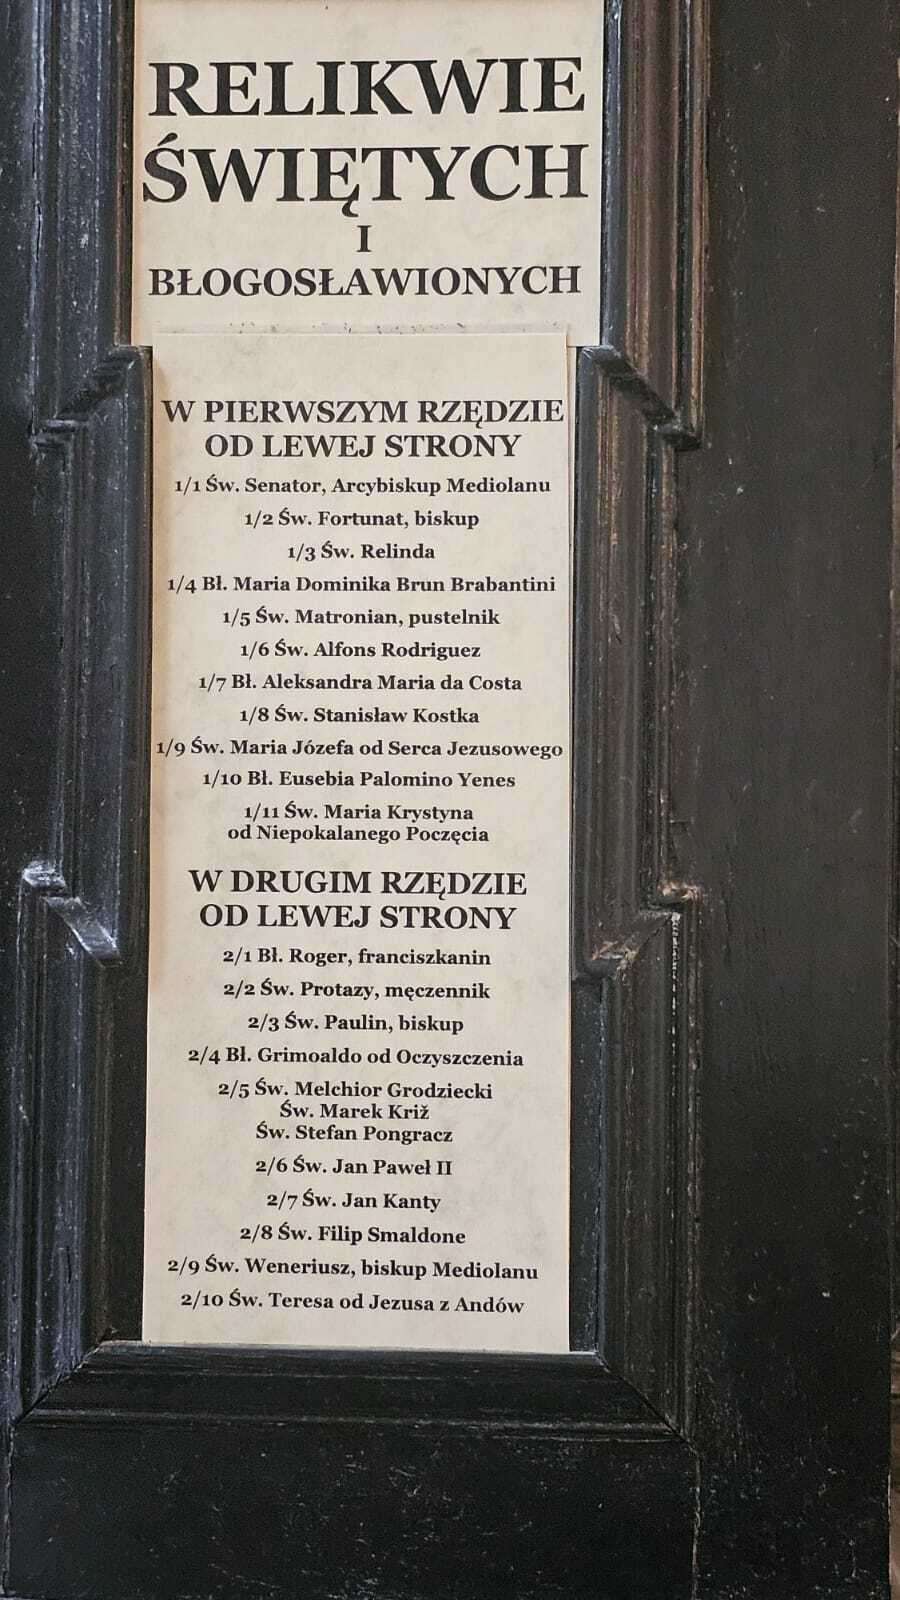 RELIKWIE
ŚWIĘTYCH
I
BŁOGOSŁAWIONYCH
W PIERWSZYM RZĘDZIE
OD LEWEJ STRONY
1/1 Św. Senator, Arcybiskup Mediolanu
1/2 Św. Fortunat, biskup
1/3 Św. Relinda
1/4 Bł. Maria Dominika Brun Brabantini
1/5 Św. Matronian, pustelnik
1/6 Św. Alfons Rodriguez
1/7 Bł. Aleksandra Maria da Costa
1/8 Św. Stanisław Kostka
1/9 Św. Maria Józefa od Serca Jezusowego
1/10 Bł. Eusebia Palomino Yenes
1/11 Św. Maria Krystyna
od Niepokalanego Poczęcia
W DRUGIM RZĘDZIE
OD LEWEJ STRONY
2/1 Bł. Roger, franciszkanin
2/2 Św. Protazy, męczennik
2/3 Św. Paulin, biskup
2/4 Bł. Grimoaldo od Oczyszczenia
2/5 Św. Melchior Grodziecki
Św. Marek Križ
Św. Stefan Pongracz
2/6 Św. Jan Paweł II
2/7 Św. Jan Kanty
2/8 Św. Filip Smaldone
2/9 Św. Weneriusz, biskup Mediolanu
2/10 Św. Teresa od Jezusa z Andów